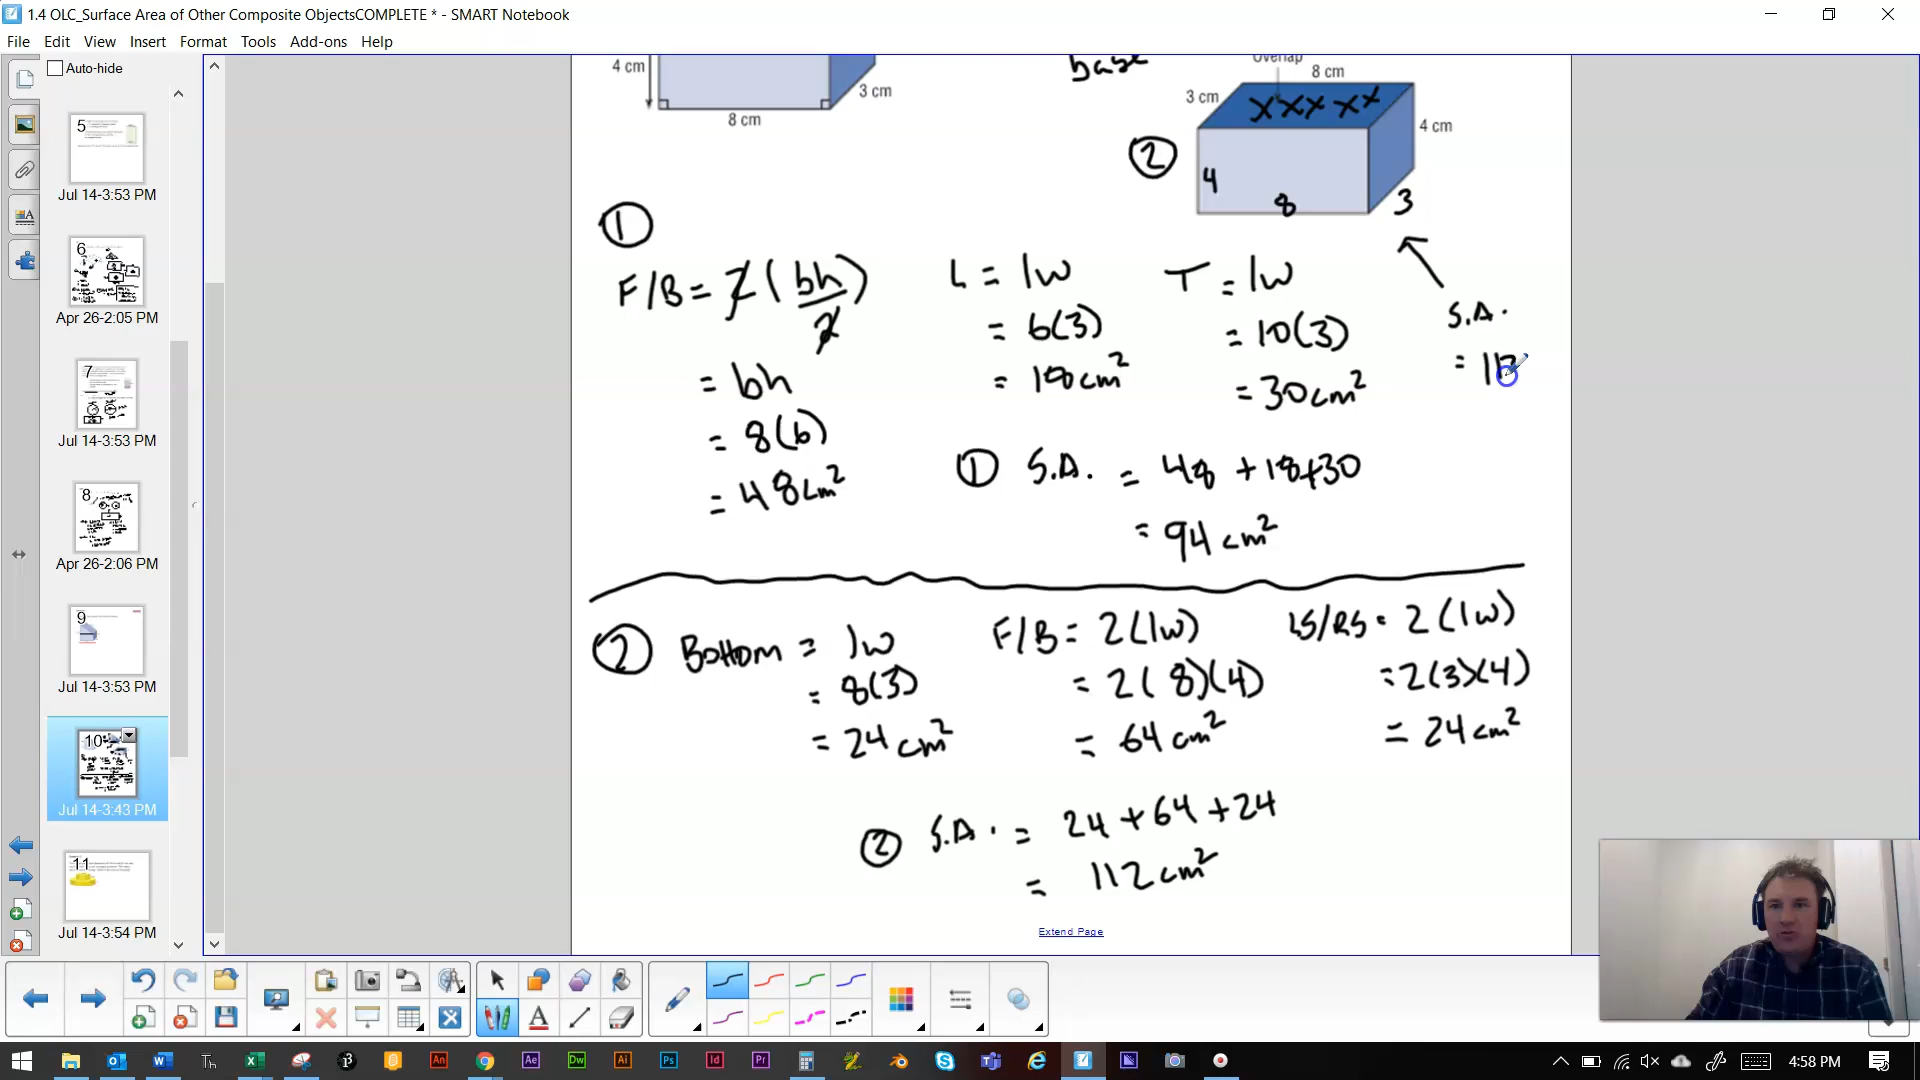 1.4 OLC_Surface Area of Other Composite ObjectsCOMPLETE * - SMART Notebook
File Edit View Insert Format Tools Add-ons Help
Auto-hide
5
Jul 14-3:53 PM
6
Apr 26-2:05 PM
7
Jul 14-3:53 PM
8
Apr 26-2:06 PM
9
Jul 14-3:53 PM
10
Jul 14-3:43 PM
11
Jul 14-3:54 PM
4 cm
3 cm
8 cm
base
Overlap
8 cm
3 cm
X X X X X
4 cm
②
4
8
3
①
F/B = 2(bh/2)
= bh
= 8(6)
= 48cm²
L = lw
= 6(3)
= 18cm²
T = lw
= 10(3)
= 30cm²
S.A.
= 11
① S.A. = 48 + 18+30
= 94 cm²
② Bottom = lw
= 8(3)
= 24 cm²
F/B = 2(lw)
= 2(8)(4)
= 64 cm²
LS/RS = 2(lw)
= 2(3)(4)
= 24 cm²
② S.A. = 24 + 64 + 24
= 112 cm²
Extend Page
4:58 PM